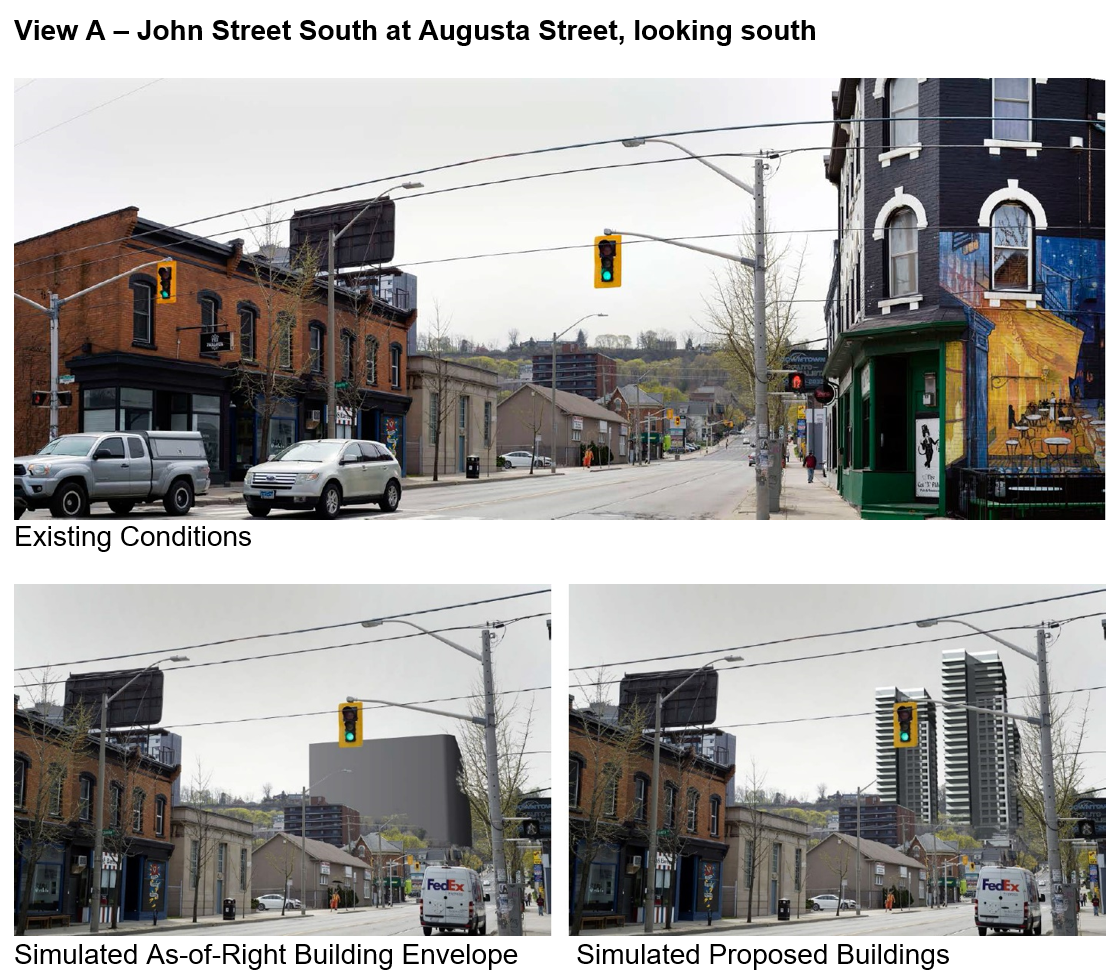 View A – John Street South at Augusta Street, looking south
Existing Conditions
FedEx
FedEx
Simulated As-of-Right Building Envelope
Simulated Proposed Buildings